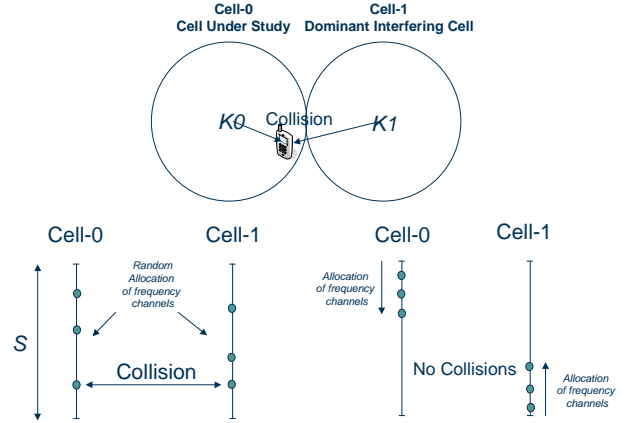 Cell-0
Cell Under Study
Cell-1
Dominant Interfering Cell
Collision
K0
K1
Cell-0
Cell-1
Cell-0
Cell-1
Random
Allocation
of frequency
channels
Allocation
of frequency
channels
S
Collision
No Collisions
Allocation
of frequency
channels